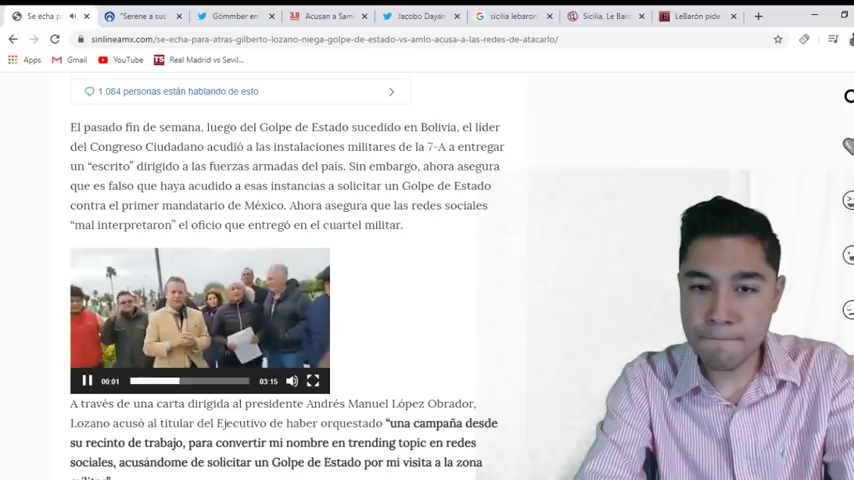 Se echa pa
"Serene a sus
Gömmber en
Acusan a Sam
Jacobo Dayan
sicilia lebaron
Sicilia, Le Bar
LeBarón pide
sinlineamx.com/se-echa-para-atras-gilberto-lozano-niega-golpe-de-estado-vs-amlo-acusa-a-las-redes-de-atacarlo/
Apps Gmail YouTube Real Madrid vs Sevil...
1.084 personas están hablando de esto
El pasado fin de semana, luego del Golpe de Estado sucedido en Bolivia, el líder
del Congreso Ciudadano acudió a las instalaciones militares de la 7-A a entregar
un "escrito" dirigido a las fuerzas armadas del país. Sin embargo, ahora asegura
que es falso que haya acudido a esas instancias a solicitar un Golpe de Estado
contra el primer mandatario de México. Ahora asegura que las redes sociales
"mal interpretaron" el oficio que entregó en el cuartel militar.
00:01 03:15
A través de una carta dirigida al presidente Andrés Manuel López Obrador,
Lozano acusó al titular del Ejecutivo de haber orquestado "una campaña desde
su recinto de trabajo, para convertir mi nombre en trending topic en redes
sociales, acusándome de solicitar un Golpe de Estado por mi visita a la zona